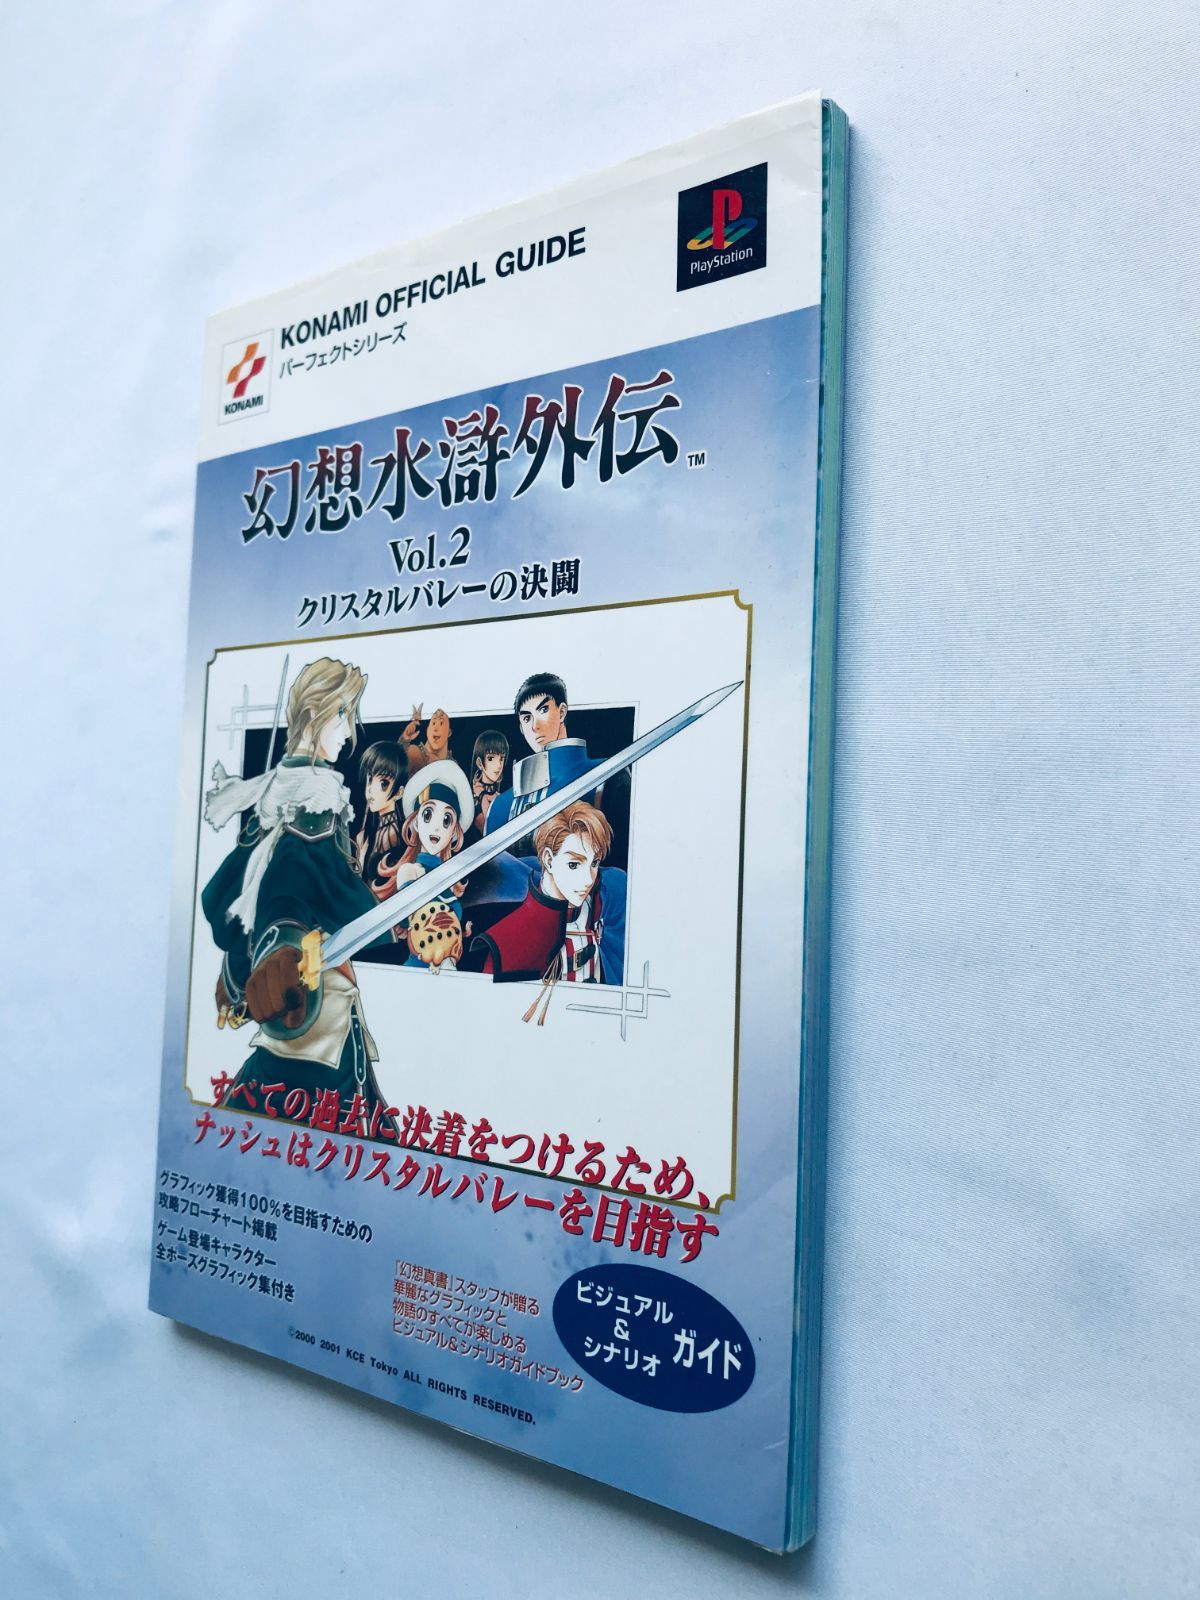 KONAMI OFFICIAL GUIDE
パーフェクトシリーズ
KONAMI
PlayStation
幻想水滸外伝™
Vol.2
クリスタルバレーの決闘
すべての過去に決着をつけるため、
ナッシュはクリスタルバレーを目指す
グラフィック獲得100%を目指すための
攻略フローチャート掲載
ゲーム登場キャラクター
全ポーズグラフィック集付き
「幻想真書」スタッフが贈る
華麗なグラフィックと
物語のすべてが楽しめる
ビジュアル&シナリオガイドブック
ビジュアル
&
シナリオ
ガイド
©2000 2001 KCE Tokyo ALL RIGHTS RESERVED.